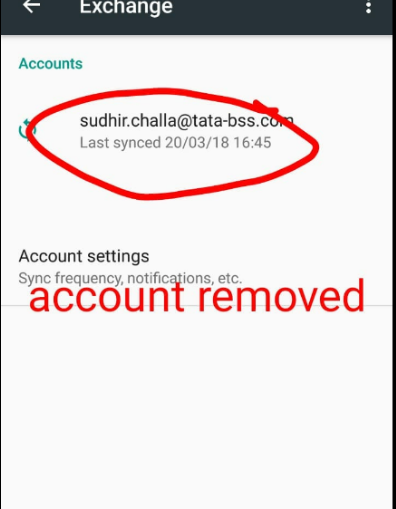 Exchange
Accounts
sudhir.challa@tata-bss.com
Last synced 20/03/18 16:45
Account settings
Sync frequency, notifications, etc.
account removed